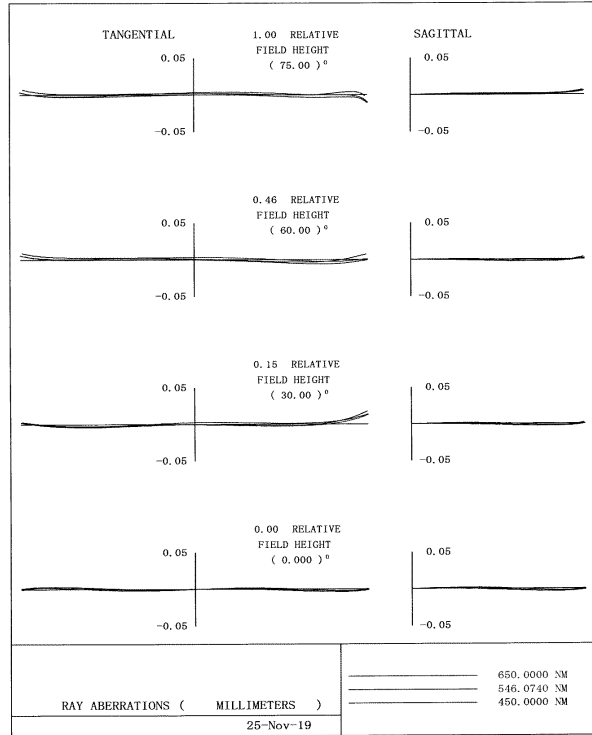 TANGENTIAL 1.00 RELATIVE SAGITTAL
FIELD HEIGHT
0.05 ( 75.00 )° 0.05
-0.05 -0.05
0.46 RELATIVE
FIELD HEIGHT
0.05 ( 60.00 )° 0.05
-0.05 -0.05
0.15 RELATIVE
FIELD HEIGHT
0.05 ( 30.00 )° 0.05
-0.05 -0.05
0.00 RELATIVE
FIELD HEIGHT
0.05 ( 0.000 )° 0.05
-0.05 -0.05
650.0000 NM
546.0740 NM
450.0000 NM
RAY ABERRATIONS ( MILLIMETERS )
25-Nov-19